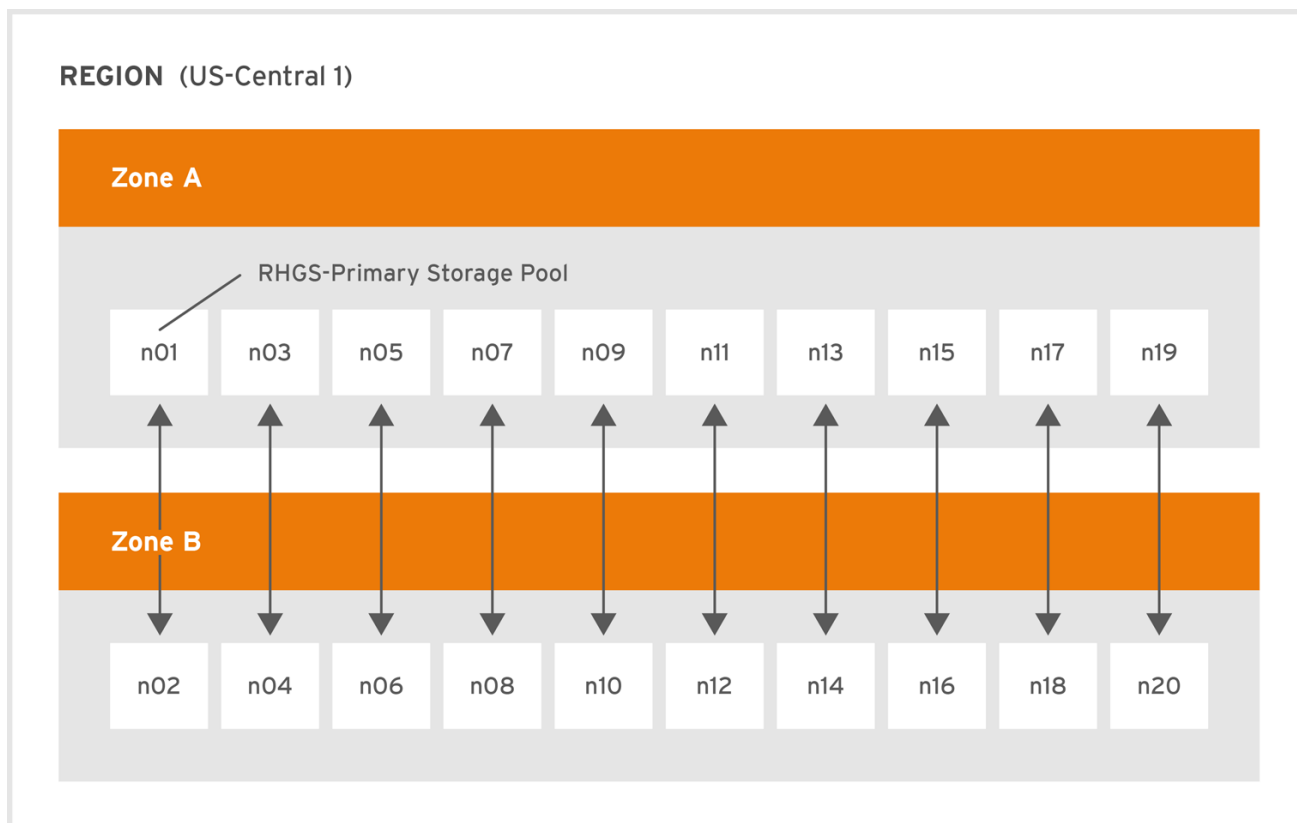 REGION (US-Central 1)
Zone A
RHGS-Primary Storage Pool
n01 n03 n05 n07 n09 n11 n13 n15 n17 n19
Zone B
n02 n04 n06 n08 n10 n12 n14 n16 n18 n20